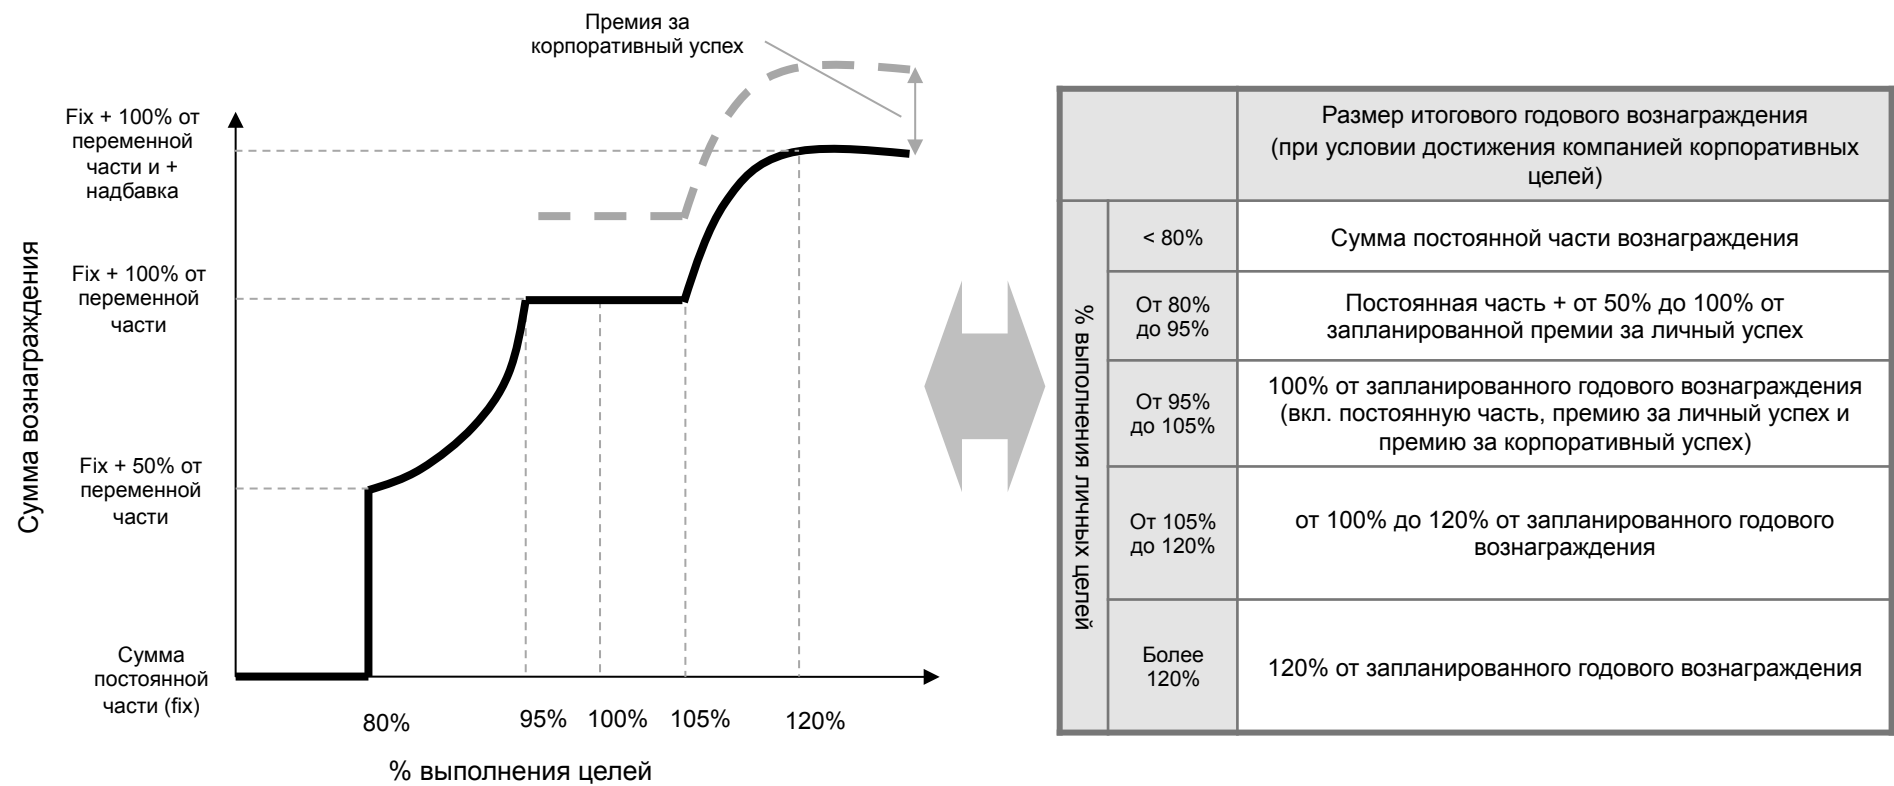 Премия за
корпоративный успех
Fix + 100% от
переменной
части и +
надбавка
Fix + 100% от
переменной
части
Fix + 50% от
переменной
части
Сумма
постоянной
части (fix)
Сумма вознаграждения
80%
95%
100%
105%
120%
% выполнения целей
Размер итогового годового вознаграждения
(при условии достижения компанией корпоративных
целей)
% выполнения личных целей
< 80%
Сумма постоянной части вознаграждения
От 80%
до 95%
Постоянная часть + от 50% до 100% от
запланированной премии за личный успех
От 95%
до 105%
100% от запланированного годового вознаграждения
(вкл. постоянную часть, премию за личный успех и
премию за корпоративный успех)
От 105%
до 120%
от 100% до 120% от запланированного годового
вознаграждения
Более
120%
120% от запланированного годового вознаграждения